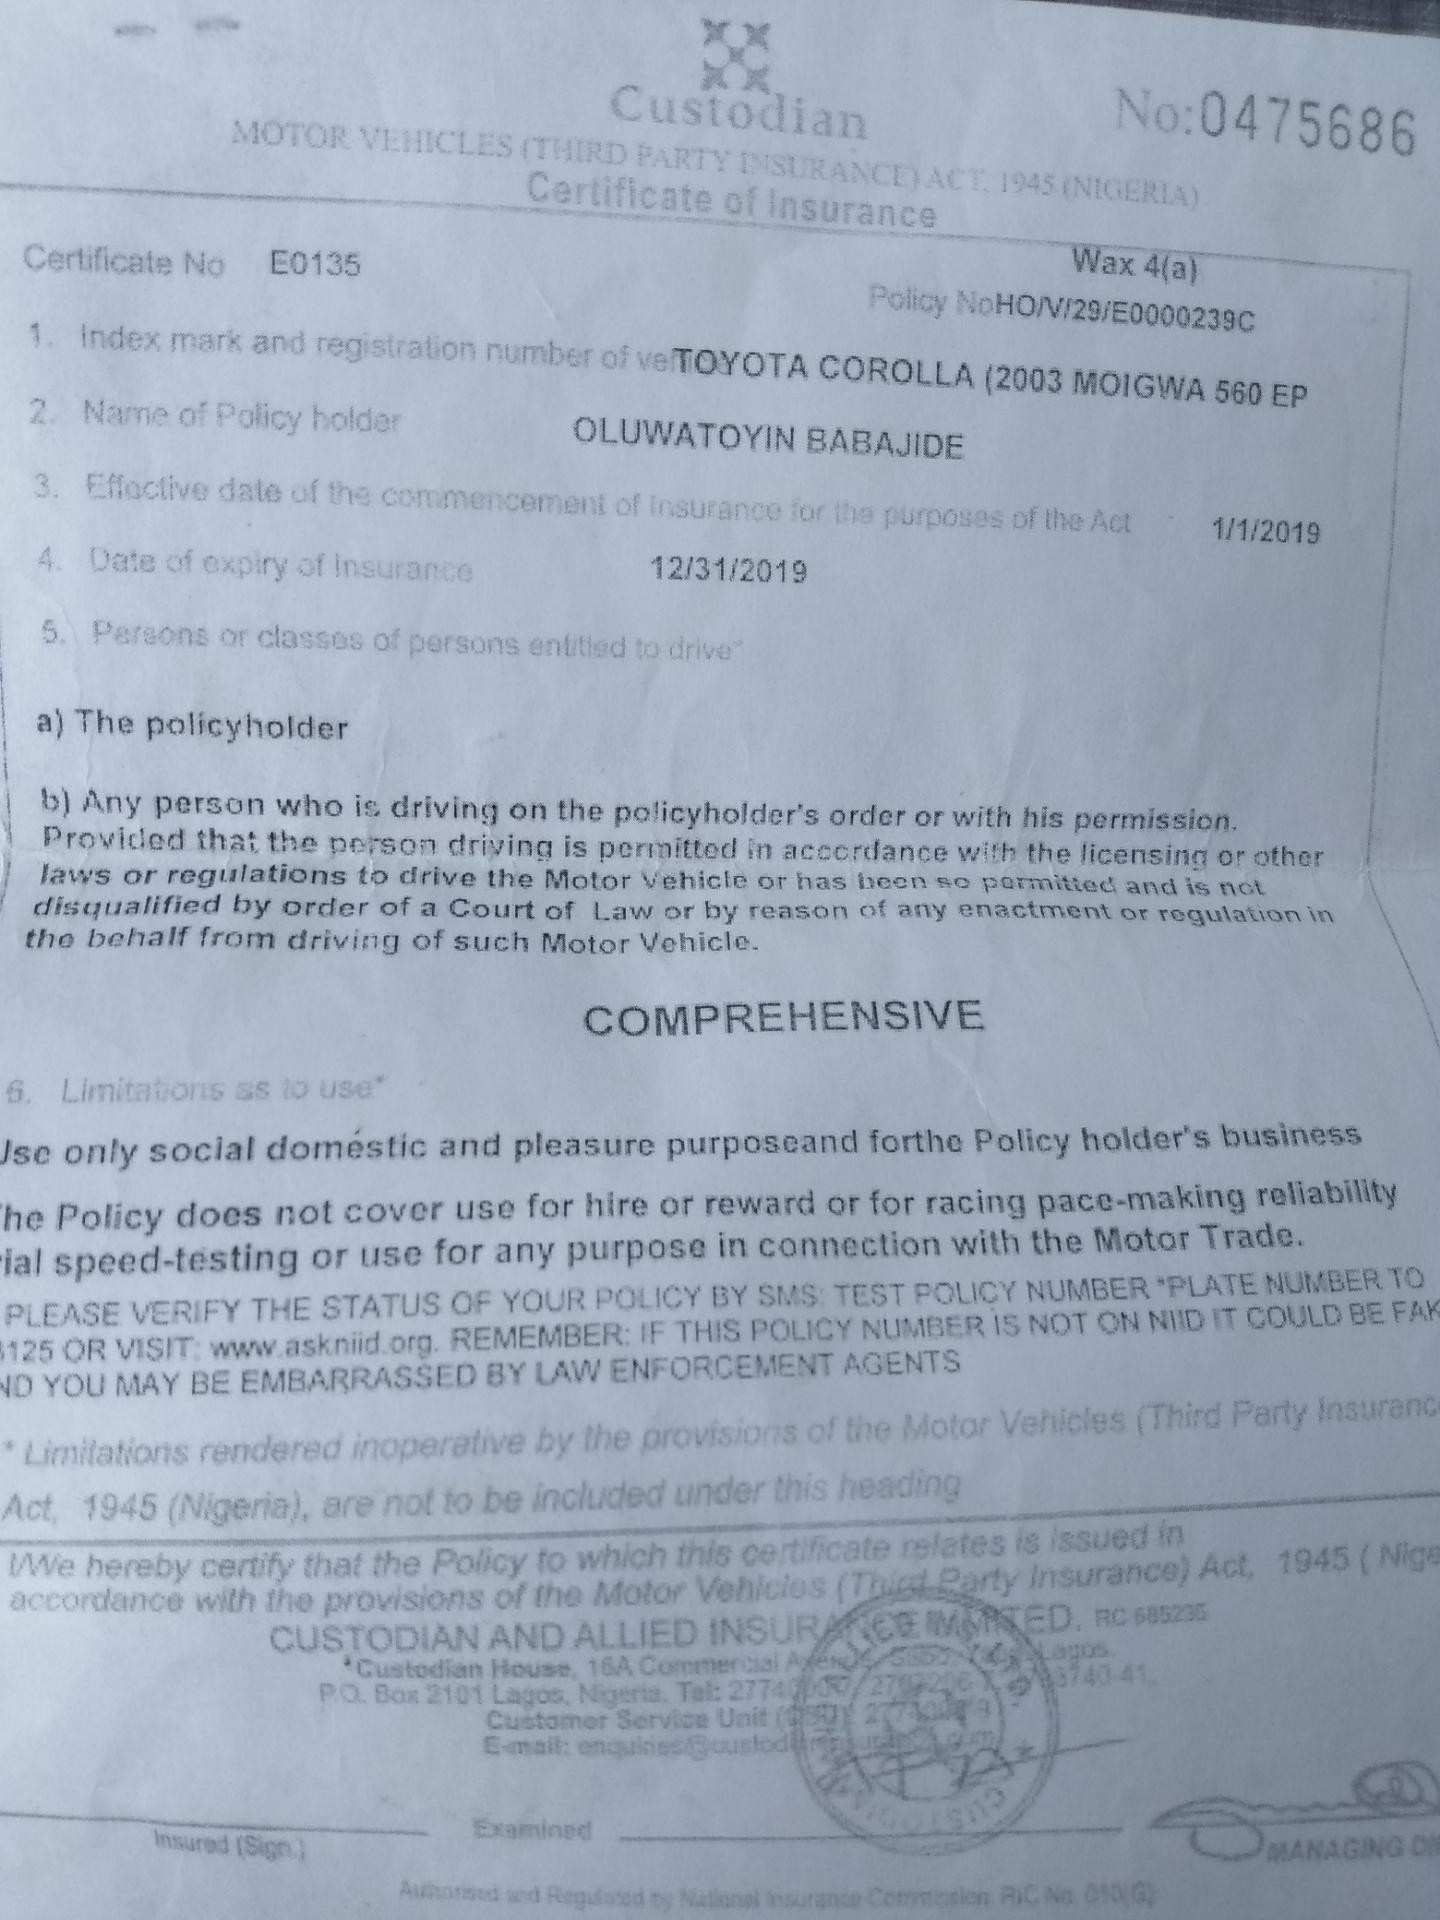 Custodian
No:0475686
MOTOR VEHICLES (THIRD PARTY INSURANCE) ACT, 1945 (NIGERIA)
Certificate of Insurance
Certificate No E0135
Wax 4(a)
Policy No HO/V/29/E0000239C
1. Index mark and registration number of veh TOYOTA COROLLA (2003 MOIGWA 560 EP
2. Name of Policy holder OLUWATOYIN BABAJIDE
3. Effective date of the commencement of Insurance for the purposes of the Act 1/1/2019
4. Date of expiry of Insurance 12/31/2019
5. Persons or classes of persons entitled to drive*
a) The policyholder
b) Any person who is driving on the policyholder's order or with his permission.
Provided that the person driving is permitted in accordance with the licensing or other
laws or regulations to drive the Motor Vehicle or has been so permitted and is not
disqualified by order of a Court of Law or by reason of any enactment or regulation in
the behalf from driving of such Motor Vehicle.
COMPREHENSIVE
6. Limitations as to use*
Use only social domestic and pleasure purposeand forthe Policy holder's business
he Policy does not cover use for hire or reward or for racing pace-making reliability
ial speed-testing or use for any purpose in connection with the Motor Trade.
PLEASE VERIFY THE STATUS OF YOUR POLICY BY SMS: TEST POLICY NUMBER *PLATE NUMBER TO
125 OR VISIT: www.askniid.org. REMEMBER: IF THIS POLICY NUMBER IS NOT ON NIID IT COULD BE FAK
ND YOU MAY BE EMBARRASSED BY LAW ENFORCEMENT AGENTS
* Limitations rendered inoperative by the provisions of the Motor Vehicles (Third Party Insuranc
Act, 1945 (Nigeria), are not to be included under this heading
I/We hereby certify that the Policy to which this certificate relates is issued in
accordance with the provisions of the Motor Vehicles (Third Party Insurance) Act, 1945 ( Nige
CUSTODIAN AND ALLIED INSURANCE LIMITED. RC 685235
Custodian House, 16A Commercial Avenue, Sabo, Yaba, Lagos.
P.O. Box 2101 Lagos, Nigeria. Tel:
Customer Service Unit (CSU):
E-mail: enquiries@custodianinsurance.com
Insured (Sign.)
Examined
MANAGING DI
Authorised and Regulated by National Insurance Commission. RIC No. 010(G)